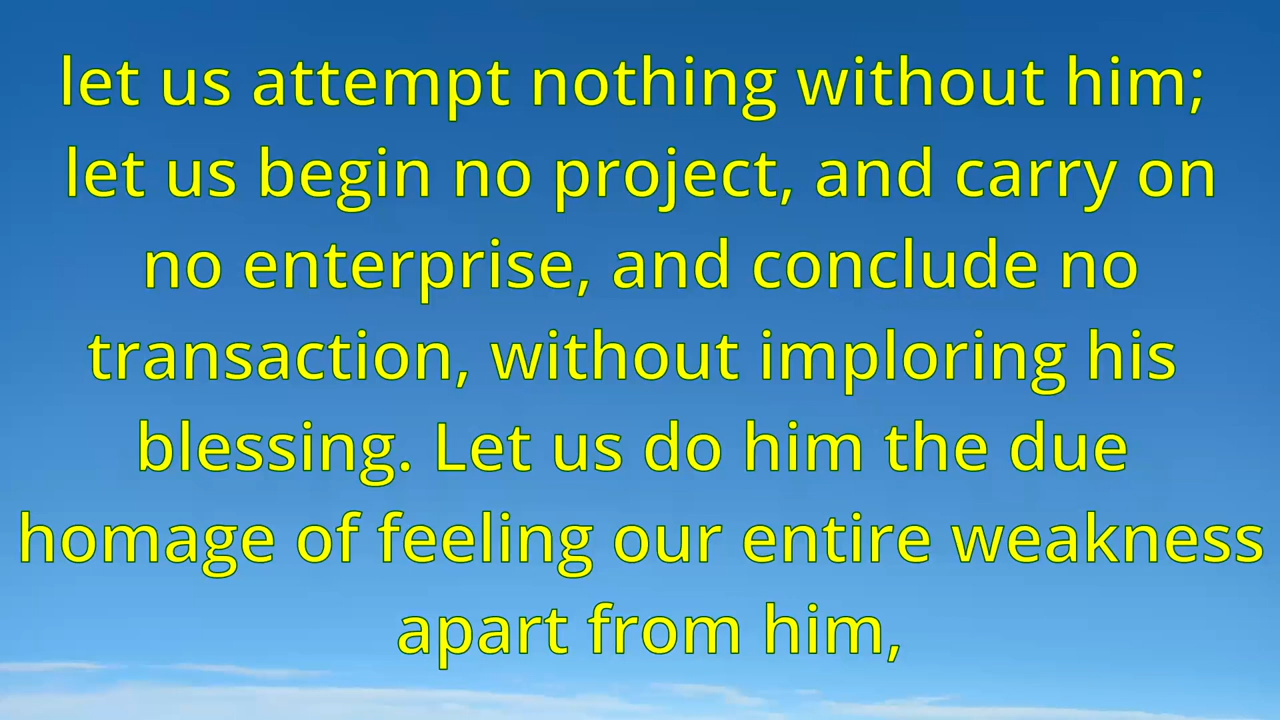 let us attempt nothing without him;
let us begin no project, and carry on
no enterprise, and conclude no
transaction, without imploring his
blessing. Let us do him the due
homage of feeling our entire weakness
apart from him,